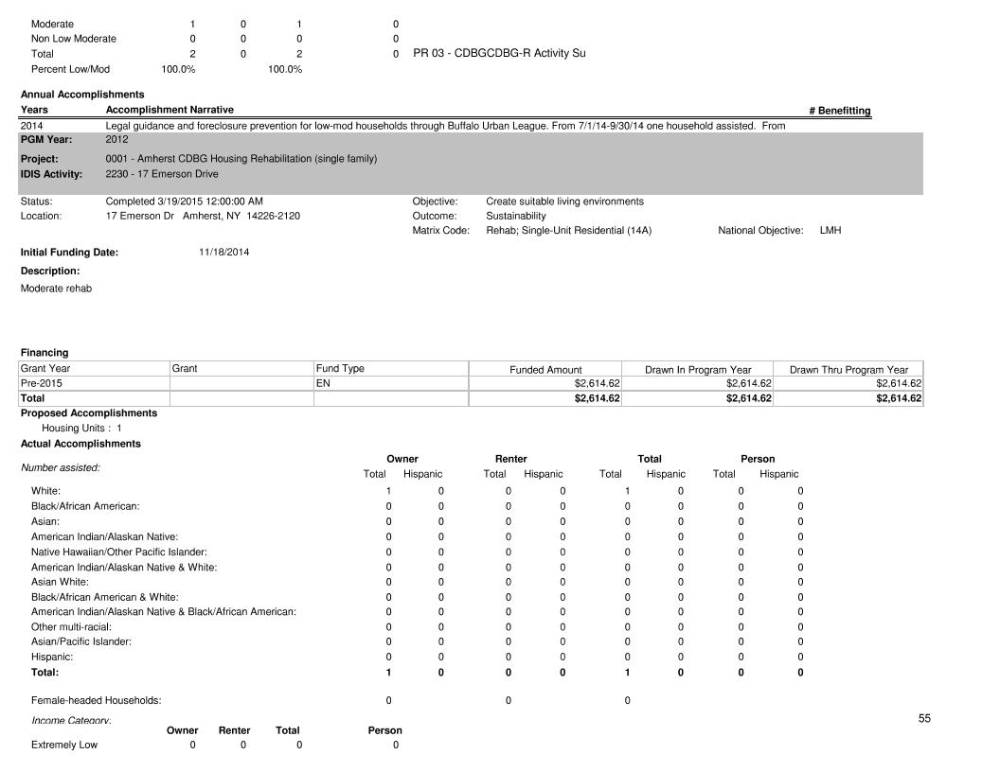 Moderate 1 0 1 0
Non Low Moderate 0 0 0 0
Total 2 0 2 0 PR 03 - CDBGCDBG-R Activity Su
Percent Low/Mod 100.0% 100.0%
Annual Accomplishments
Years Accomplishment Narrative # Benefitting
2014 Legal guidance and foreclosure prevention for low-mod households through Buffalo Urban League. From 7/1/14-9/30/14 one household assisted. From
PGM Year: 2012
Project: 0001 - Amherst CDBG Housing Rehabilitation (single family)
IDIS Activity: 2230 - 17 Emerson Drive
Status: Completed 3/19/2015 12:00:00 AM Objective: Create suitable living environments
Location: 17 Emerson Dr Amherst, NY 14226-2120 Outcome: Sustainability
Matrix Code: Rehab; Single-Unit Residential (14A) National Objective: LMH
Initial Funding Date: 11/18/2014
Description:
Moderate rehab
Financing
Grant Year Grant Fund Type Funded Amount Drawn In Program Year Drawn Thru Program Year
Pre-2015 EN $2,614.62 $2,614.62 $2,614.62
Total $2,614.62 $2,614.62 $2,614.62
Proposed Accomplishments
Housing Units : 1
Actual Accomplishments
Owner Renter Total Person
Number assisted:
Total Hispanic Total Hispanic Total Hispanic Total Hispanic
White: 1 0 0 0 1 0 0 0
Black/African American: 0 0 0 0 0 0 0 0
Asian: 0 0 0 0 0 0 0 0
American Indian/Alaskan Native: 0 0 0 0 0 0 0 0
Native Hawaiian/Other Pacific Islander: 0 0 0 0 0 0 0 0
American Indian/Alaskan Native & White: 0 0 0 0 0 0 0 0
Asian White: 0 0 0 0 0 0 0 0
Black/African American & White: 0 0 0 0 0 0 0 0
American Indian/Alaskan Native & Black/African American: 0 0 0 0 0 0 0 0
Other multi-racial: 0 0 0 0 0 0 0 0
Asian/Pacific Islander: 0 0 0 0 0 0 0 0
Hispanic: 0 0 0 0 0 0 0 0
Total: 1 0 0 0 1 0 0 0
Female-headed Households: 0 0 0
Income Category:
55
Owner Renter Total Person
Extremely Low 0 0 0 0